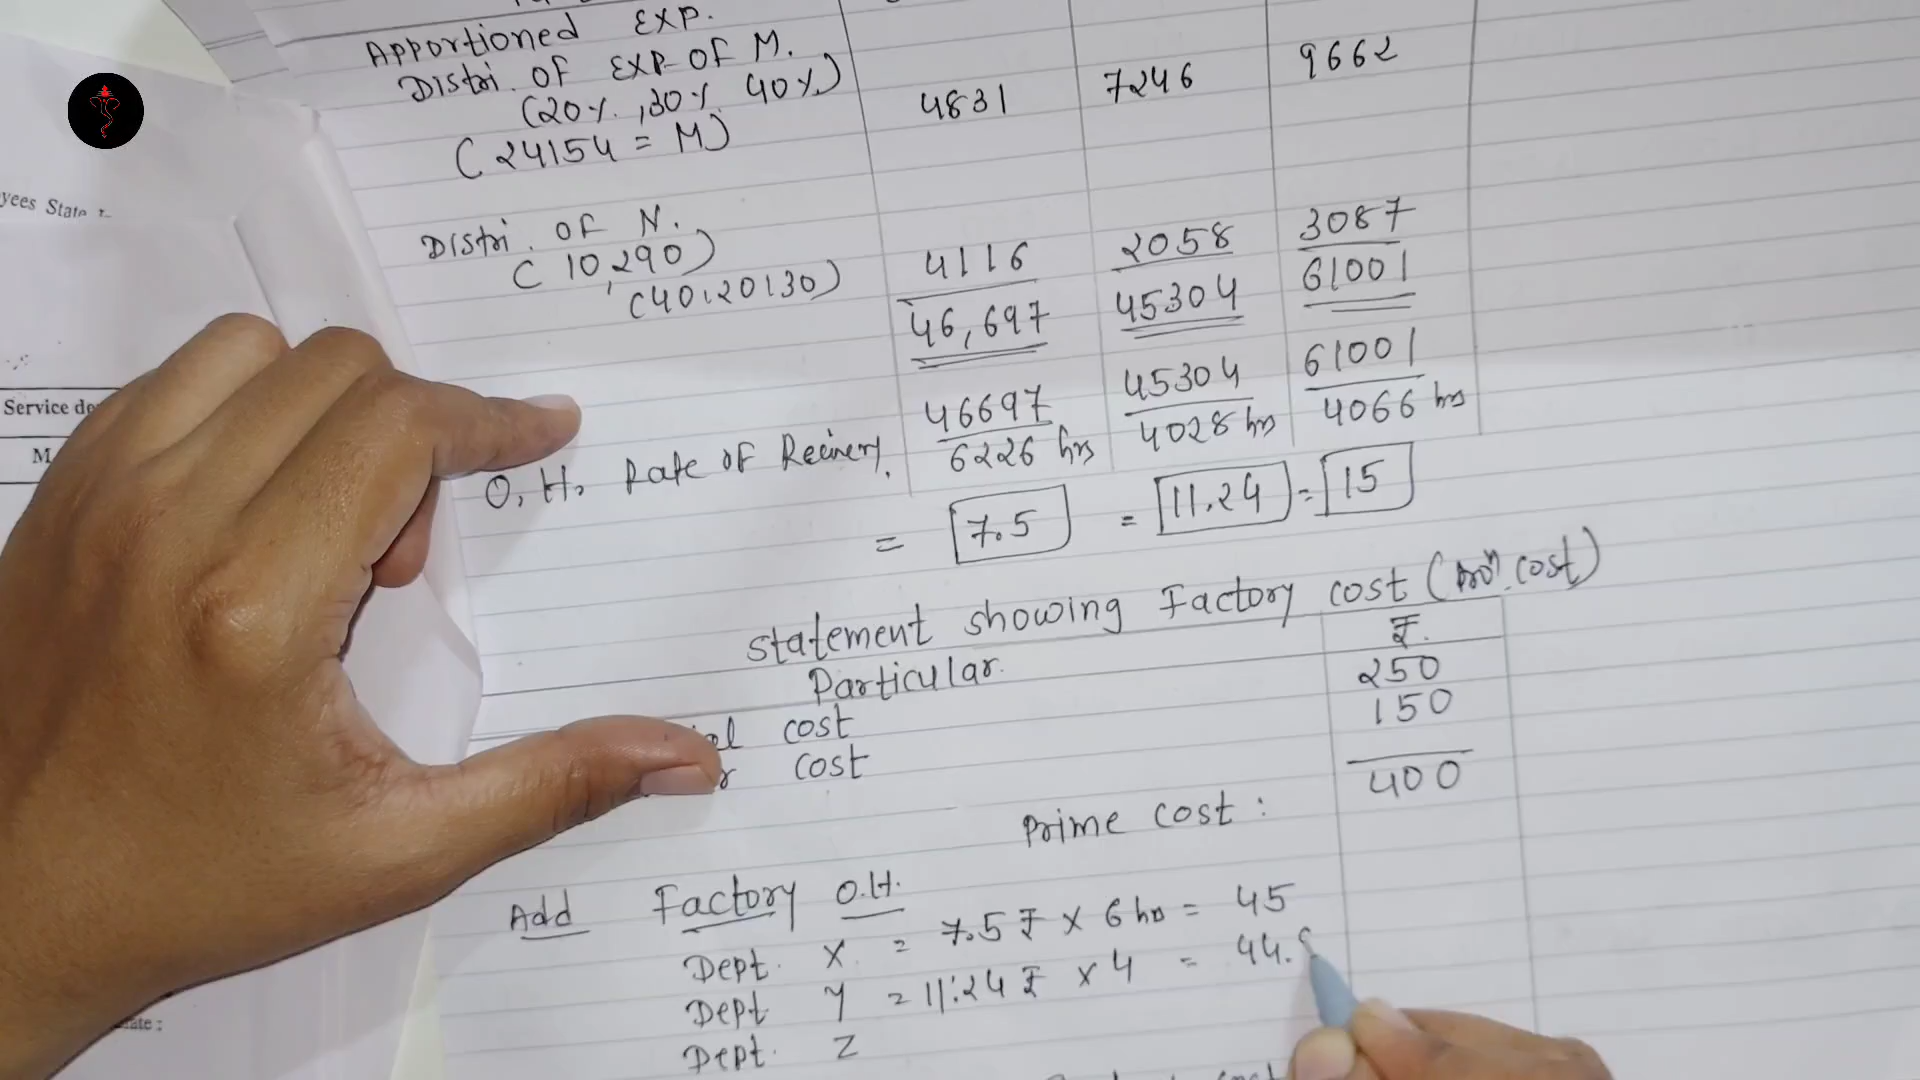 yees State
Service de
M
ate :
Apportioned Exp.
Distri. of Exp. of M. 4831 7246 9662
(20%, 30%, 40%)
(24154 = M)
Distri. of N. 4116 2058 3087
(10,290)
(40,20,30) 46,697 45304 61001
46697 45304 61001
O.H. Rate of 6226 hrs 4028 hrs 4066 hrs
= 7.5 = 11.24 = 15
Statement showing Factory cost (pron. cost)
Particular. ₹.
cost 250
cost 150
Prime cost : 400
Add Factory O.H.
Dept. X = 7.5 ₹ x 6 hrs = 45
Dept. Y = 11.24 ₹ x 4 = 44.
Dept. Z